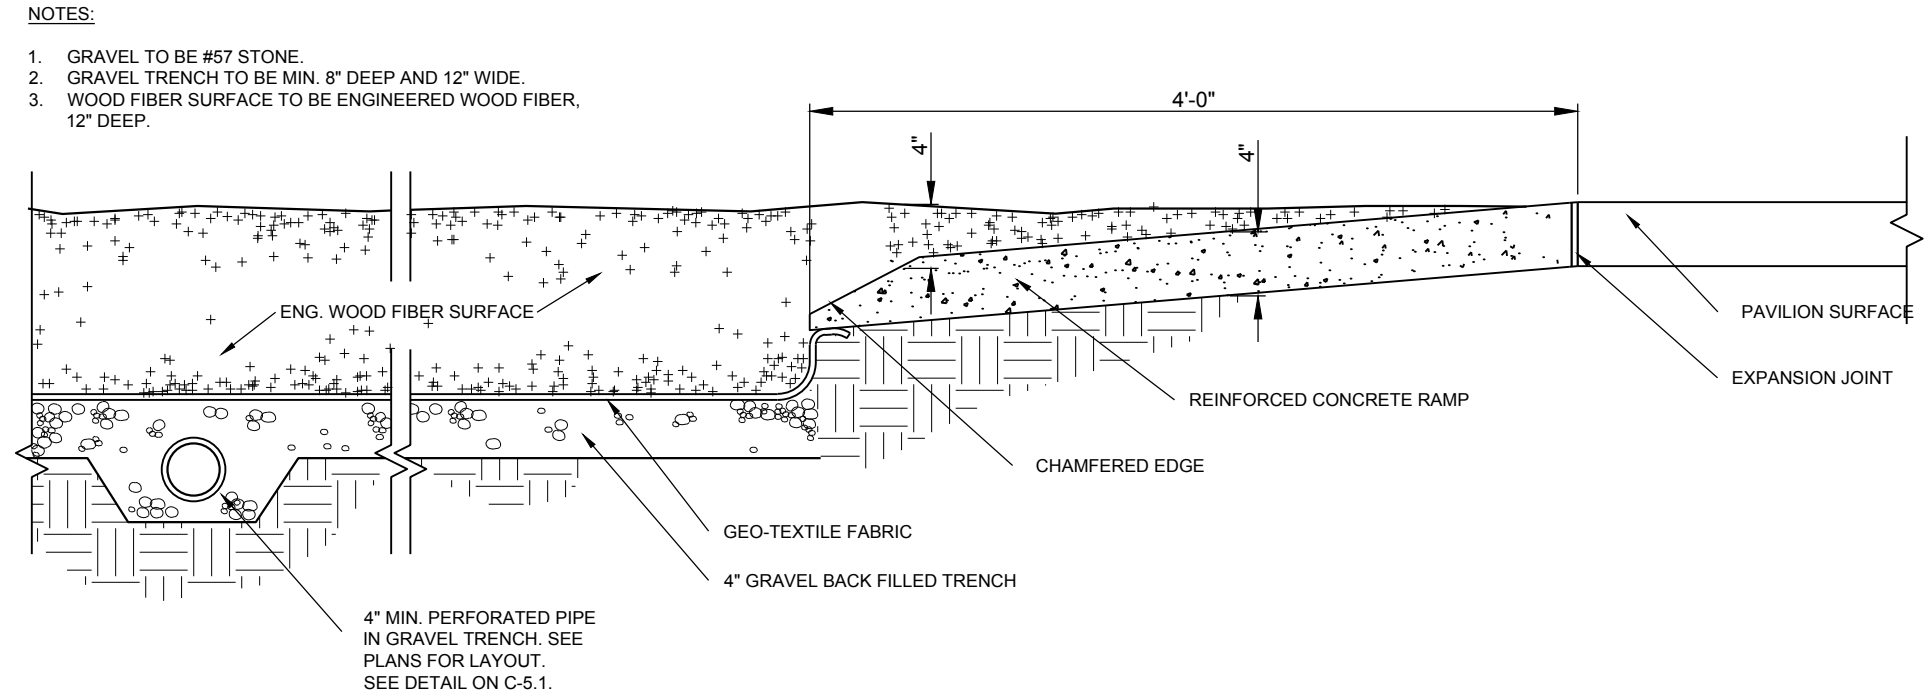 NOTES:
1. GRAVEL TO BE #57 STONE.
2. GRAVEL TRENCH TO BE MIN. 8" DEEP AND 12" WIDE.
3. WOOD FIBER SURFACE TO BE ENGINEERED WOOD FIBER,
12" DEEP.
4'-0"
4"
4"
ENG. WOOD FIBER SURFACE
PAVILION SURFACE
EXPANSION JOINT
REINFORCED CONCRETE RAMP
CHAMFERED EDGE
GEO-TEXTILE FABRIC
4" GRAVEL BACK FILLED TRENCH
4" MIN. PERFORATED PIPE
IN GRAVEL TRENCH. SEE
PLANS FOR LAYOUT.
SEE DETAIL ON C-5.1.